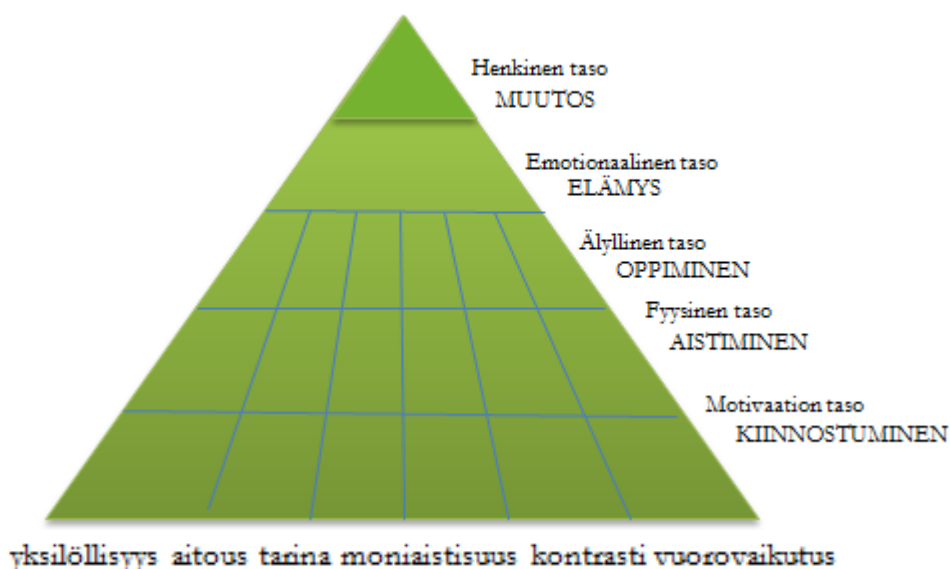 Henkinen taso
MUUTOS
Emotionaalinen taso
ELÄMYS
Älyllinen taso
OPPIMINEN
Fyysinen taso
AISTIMINEN
Motivaation taso
KIINNOSTUMINEN
yksilöllisyys aitous tarina moniaistisuus kontrasti vuorovaikutus